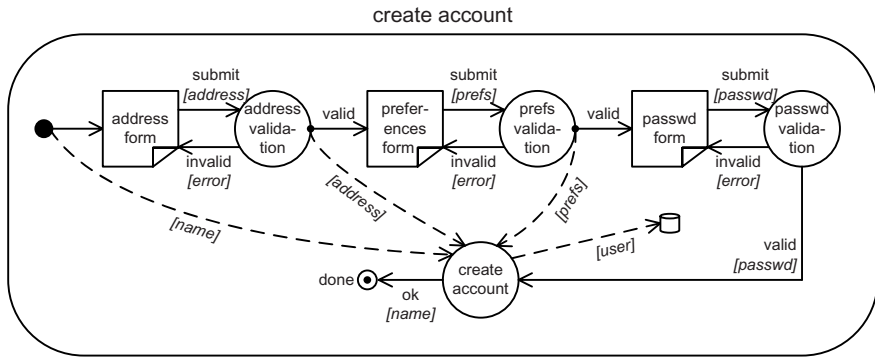 create account
submit
[address]
address
form
address
valida-
tion
invalid
[error]
valid
submit
[prefs]
prefer-
ences
form
prefs
valida-
tion
invalid
[error]
valid
submit
[passwd]
passwd
form
passwd
valida-
tion
invalid
[error]
[name]
[address]
[prefs]
[user]
valid
[passwd]
create
account
done
ok
[name]